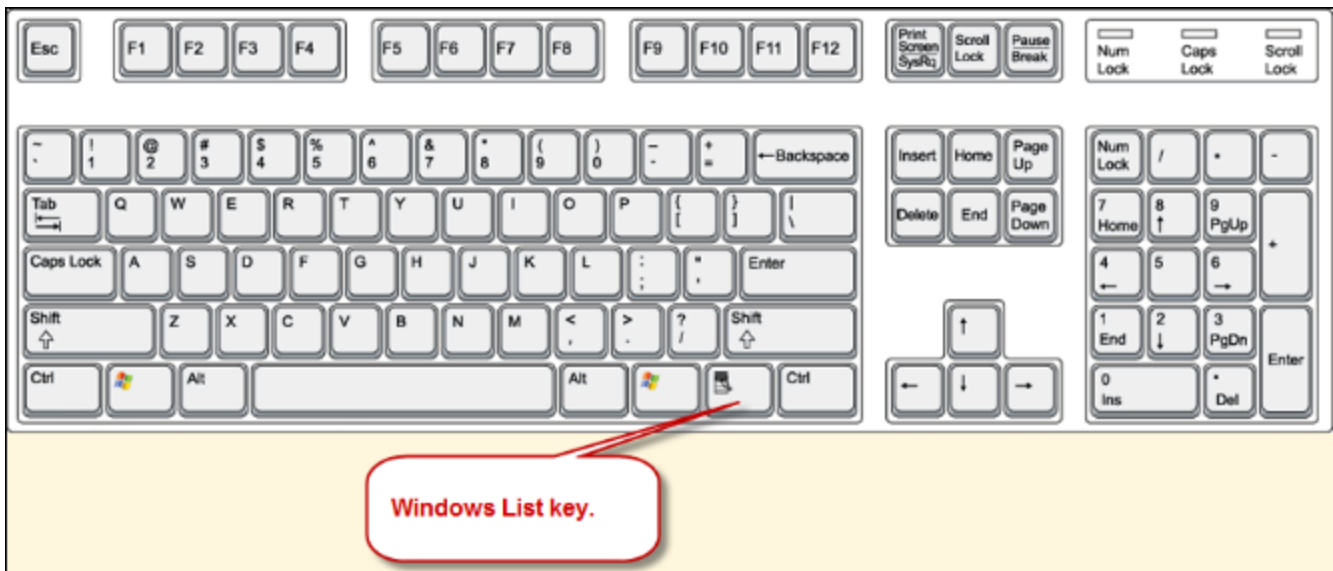 Esc F1 F2 F3 F4 F5 F6 F7 F8 F9 F10 F11 F12 Print Screen SysRq Scroll Lock Pause Break Num Lock Caps Lock Scroll Lock
~ ` ! 1 @ 2 # 3 $ 4 % 5 ^ 6 & 7 * 8 ( 9 ) 0 – - + = ←Backspace Insert Home Page Up Num Lock / * -
Tab Q W E R T Y U I O P { [ } ] | \ Delete End Page Down 7 Home 8 ↑ 9 PgUp +
Caps Lock A S D F G H J K L : ; " ' Enter 4 ← 5 6 →
Shift Z X C V B N M < , > . ? / Shift ↑ 1 End 2 ↓ 3 PgDn Enter
Ctrl Alt Alt Ctrl ← ↓ → 0 Ins . Del
Windows List key.